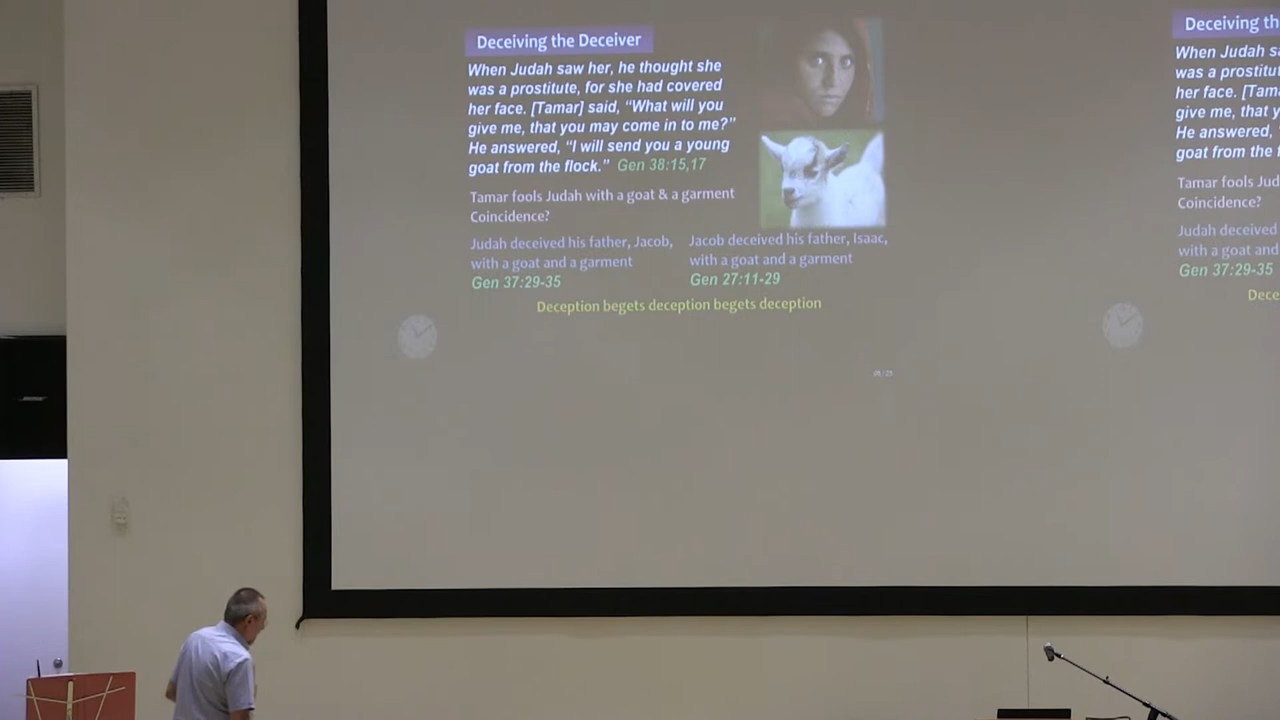 Deceiving the Deceiver
When Judah saw her, he thought she
was a prostitute, for she had covered
her face. [Tamar] said, “What will you
give me, that you may come in to me?”
He answered, “I will send you a young
goat from the flock.” Gen 38:15,17
Tamar fools Judah with a goat & a garment
Coincidence?
Judah deceived his father, Jacob,
with a goat and a garment
Gen 37:29-35
Jacob deceived his father, Isaac,
with a goat and a garment
Gen 27:11-29
Deception begets deception begets deception
Deceiving th
When Judah s
was a prostitut
her face. [Tam
give me, that y
He answered,
goat from the f
Tamar fools Jud
Coincidence?
Judah deceived
with a goat and
Gen 37:29-35
Dece